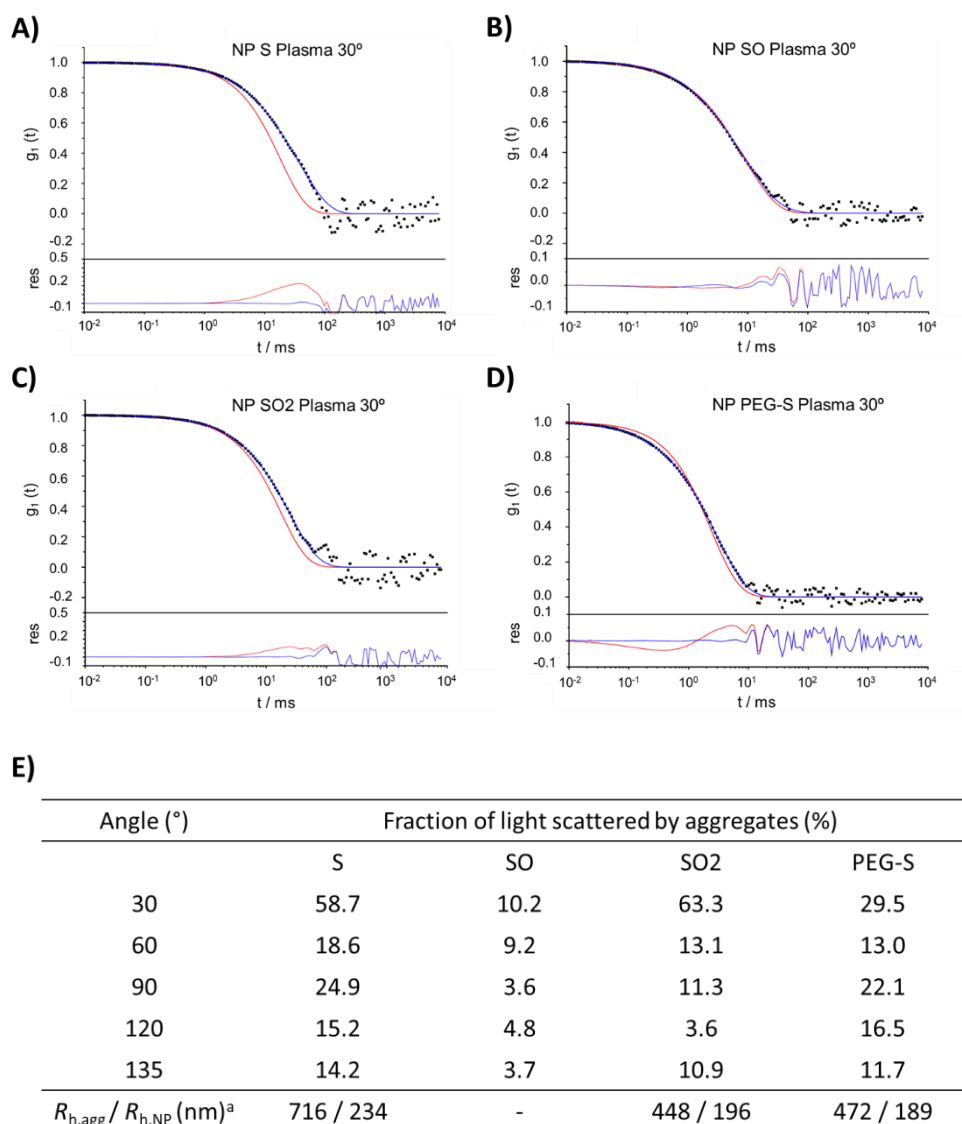 A)
NP S Plasma 30º
1.0
0.8
0.6
0.4
0.2
0.0
-0.2
g1 (t)
0.5
0.2
-0.1
res
10-2 10-1 100 101 102 103 104
t / ms
B)
NP SO Plasma 30º
1.0
0.8
0.6
0.4
0.2
0.0
-0.2
g1 (t)
0.1
0.0
-0.1
res
10-2 10-1 100 101 102 103 104
t / ms
C)
NP SO2 Plasma 30º
1.0
0.8
0.6
0.4
0.2
0.0
-0.2
g1 (t)
0.5
0.2
-0.1
res
10-2 10-1 100 101 102 103 104
t / ms
D)
NP PEG-S Plasma 30º
1.0
0.8
0.6
0.4
0.2
0.0
0.1
g1 (t)
0.0
-0.1
res
10-2 10-1 100 101 102 103 104
t / ms
E)
Angle (°) Fraction of light scattered by aggregates (%)
S SO SO2 PEG-S
30 58.7 10.2 63.3 29.5
60 18.6 9.2 13.1 13.0
90 24.9 3.6 11.3 22.1
120 15.2 4.8 3.6 16.5
135 14.2 3.7 10.9 11.7
Rh,agg / Rh,NP (nm)a 716 / 234 - 448 / 196 472 / 189